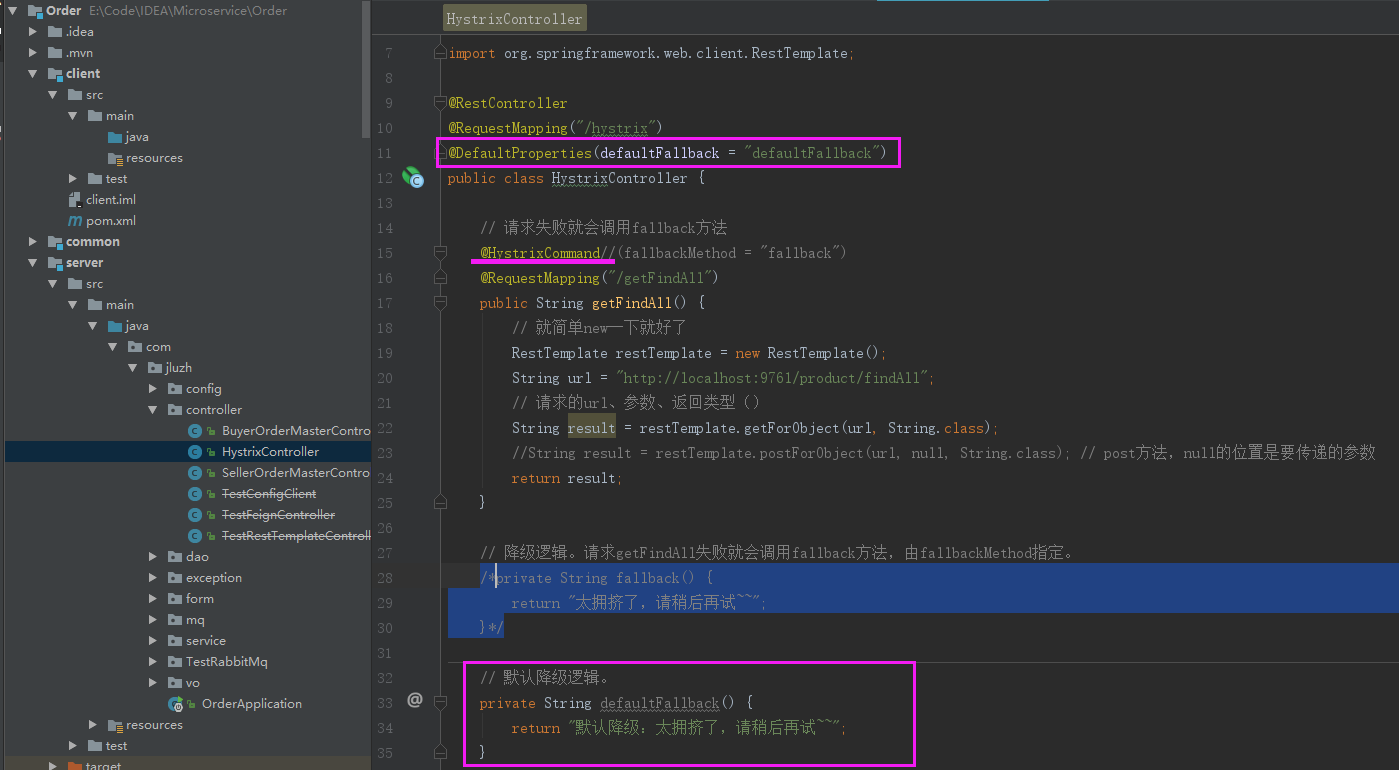 Order E:\Code\IDEA\Microservice\Order
.idea
.mvn
client
src
main
java
resources
test
client.iml
pom.xml
common
server
src
main
java
com
jluzh
config
controller
BuyerOrderMasterContro
HystrixController
SellerOrderMasterContro
TestConfigClient
TestFeignController
TestRestTemplateControll
dao
exception
form
mq
service
TestRabbitMq
vo
OrderApplication
resources
test
target
HystrixController
7 import org.springframework.web.client.RestTemplate;
8
9 @RestController
10 @RequestMapping("/hystrix")
11 @DefaultProperties(defaultFallback = "defaultFallback")
12 public class HystrixController {
13
14 // 请求失败就会调用fallback方法
15 @HystrixCommand//(fallbackMethod = "fallback")
16 @RequestMapping("/getFindAll")
17 public String getFindAll() {
18 // 就简单new一下就好了
19 RestTemplate restTemplate = new RestTemplate();
20 String url = "http://localhost:9761/product/findAll";
21 // 请求的url、参数、返回类型（）
22 String result = restTemplate.getForObject(url, String.class);
23 //String result = restTemplate.postForObject(url, null, String.class); // post方法，null的位置是要传递的参数
24 return result;
25 }
26
27 // 降级逻辑。请求getFindAll失败就会调用fallback方法，由fallbackMethod指定。
28 /*private String fallback() {
29 return "太拥挤了，请稍后再试~~";
30 }*/
31
32 // 默认降级逻辑。
33 private String defaultFallback() {
34 return "默认降级：太拥挤了，请稍后再试~~";
35 }